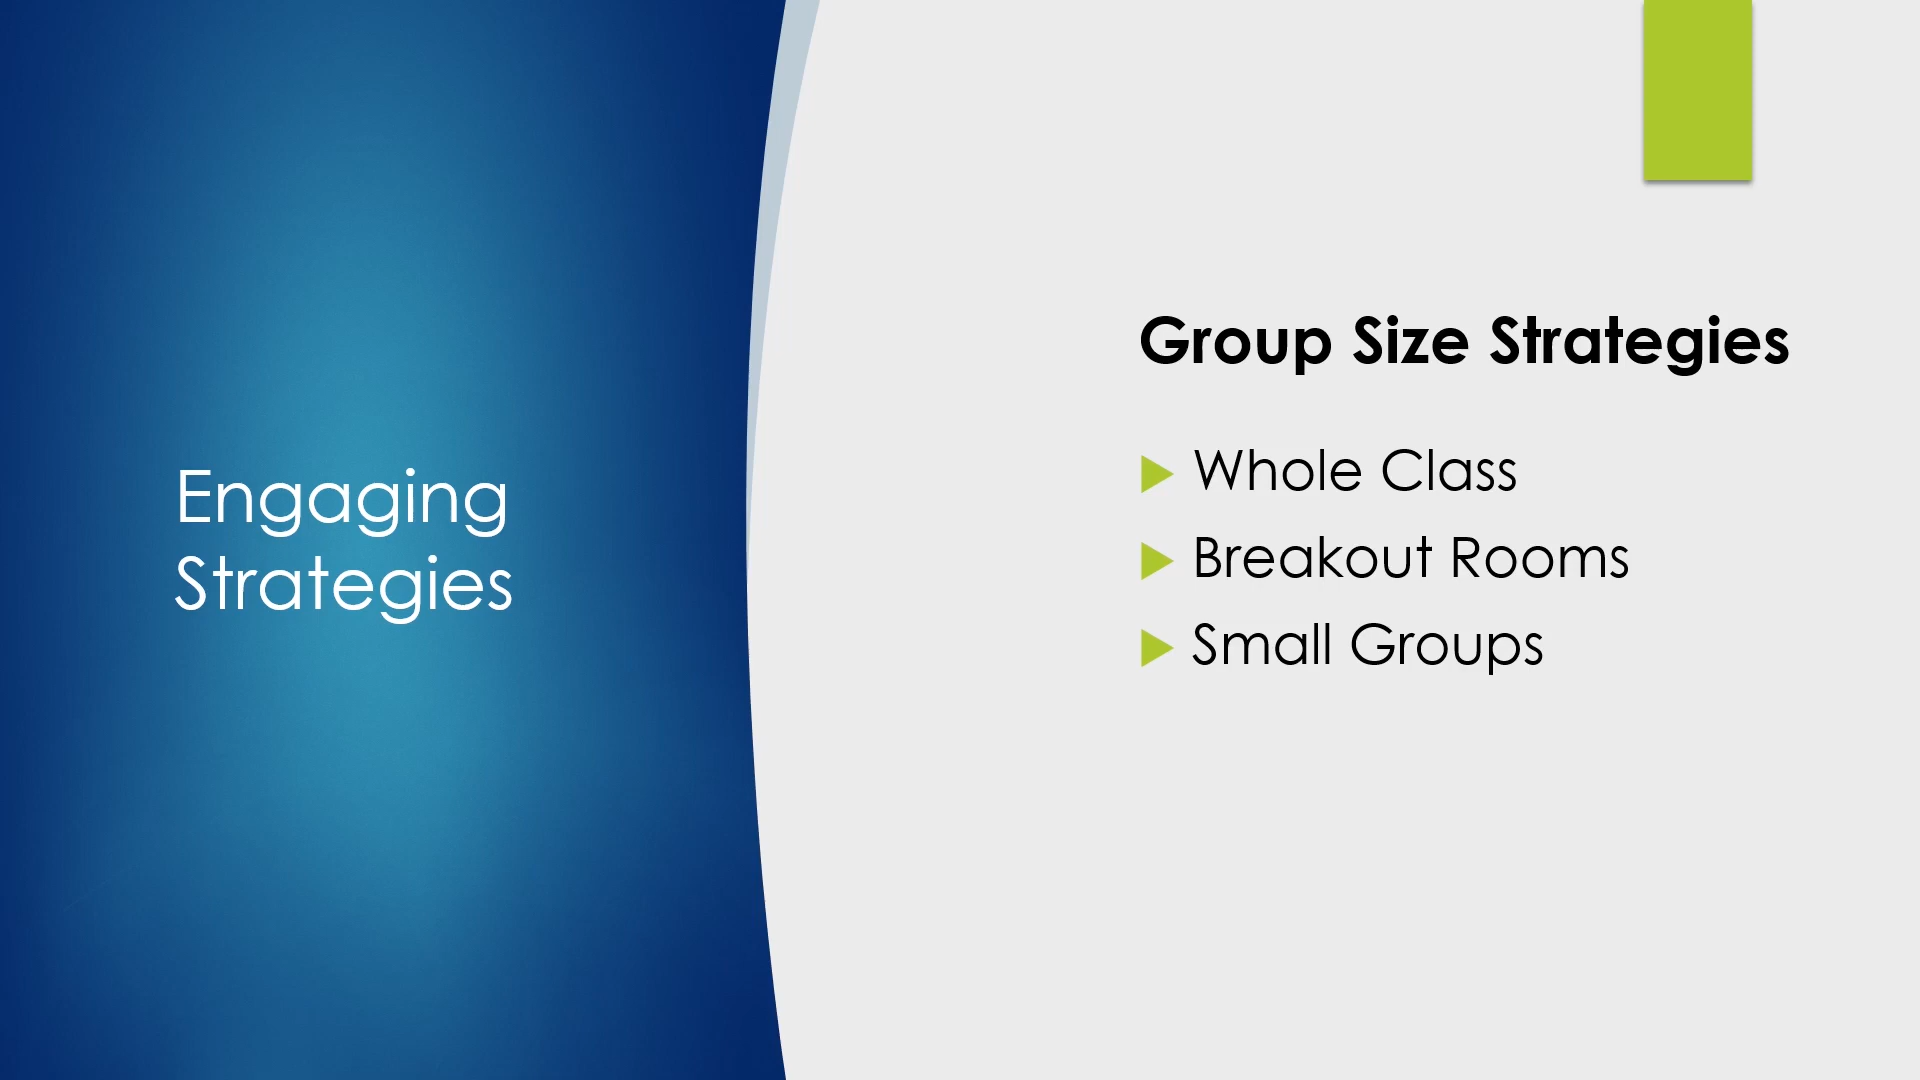 Engaging
Strategies
Group Size Strategies
Whole Class
Breakout Rooms
Small Groups